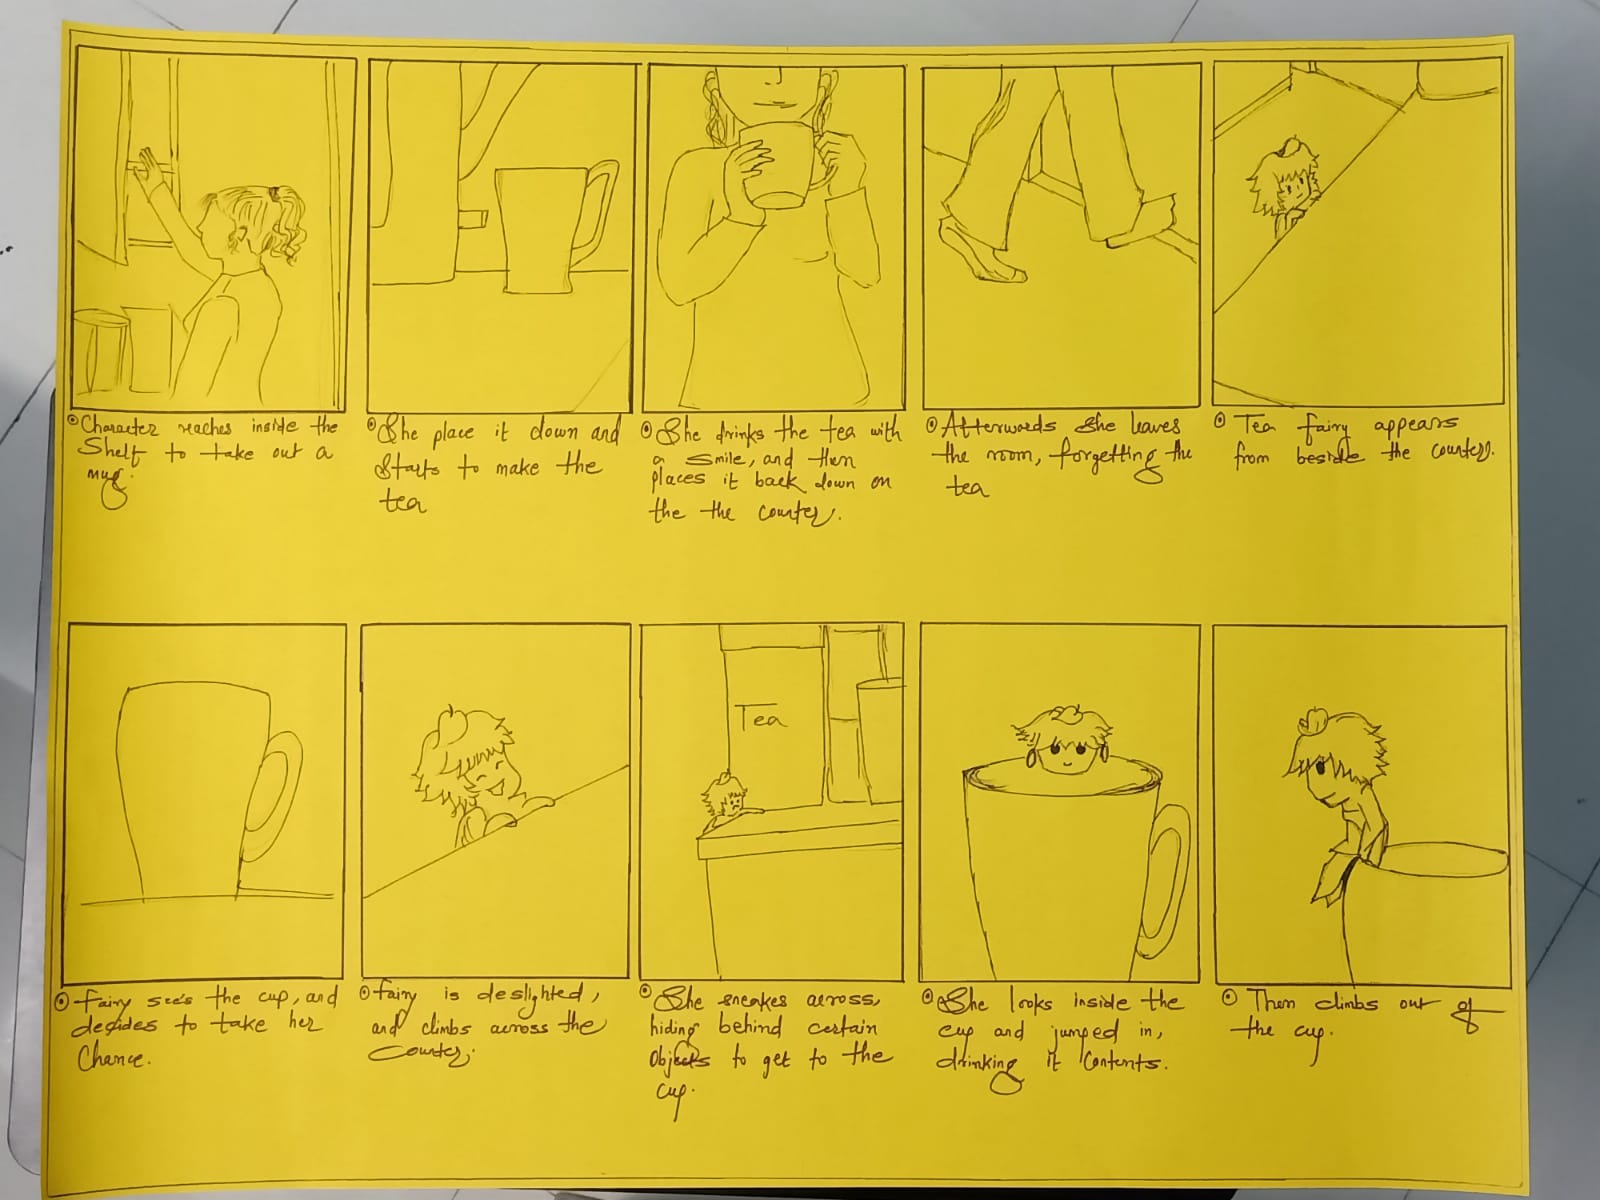 Character reaches inside the
Shelf to take out a
mug.
She place it down and
Starts to make the
tea
She drinks the tea with
a smile, and then
places it back down on
the the counter.
Afterwards She leaves
the room, forgetting the
tea
Tea fairy appears
from beside the counter.
Tea
Fairy sees the cup, and
decides to take her
Chance.
Fairy is deslighted,
and climbs across the
Counter.
She sneakes across,
hiding behind certain
Objects to get to the
cup.
She looks inside the
cup and jumped in,
drinking it Contents.
Then climbs out of
the cup.